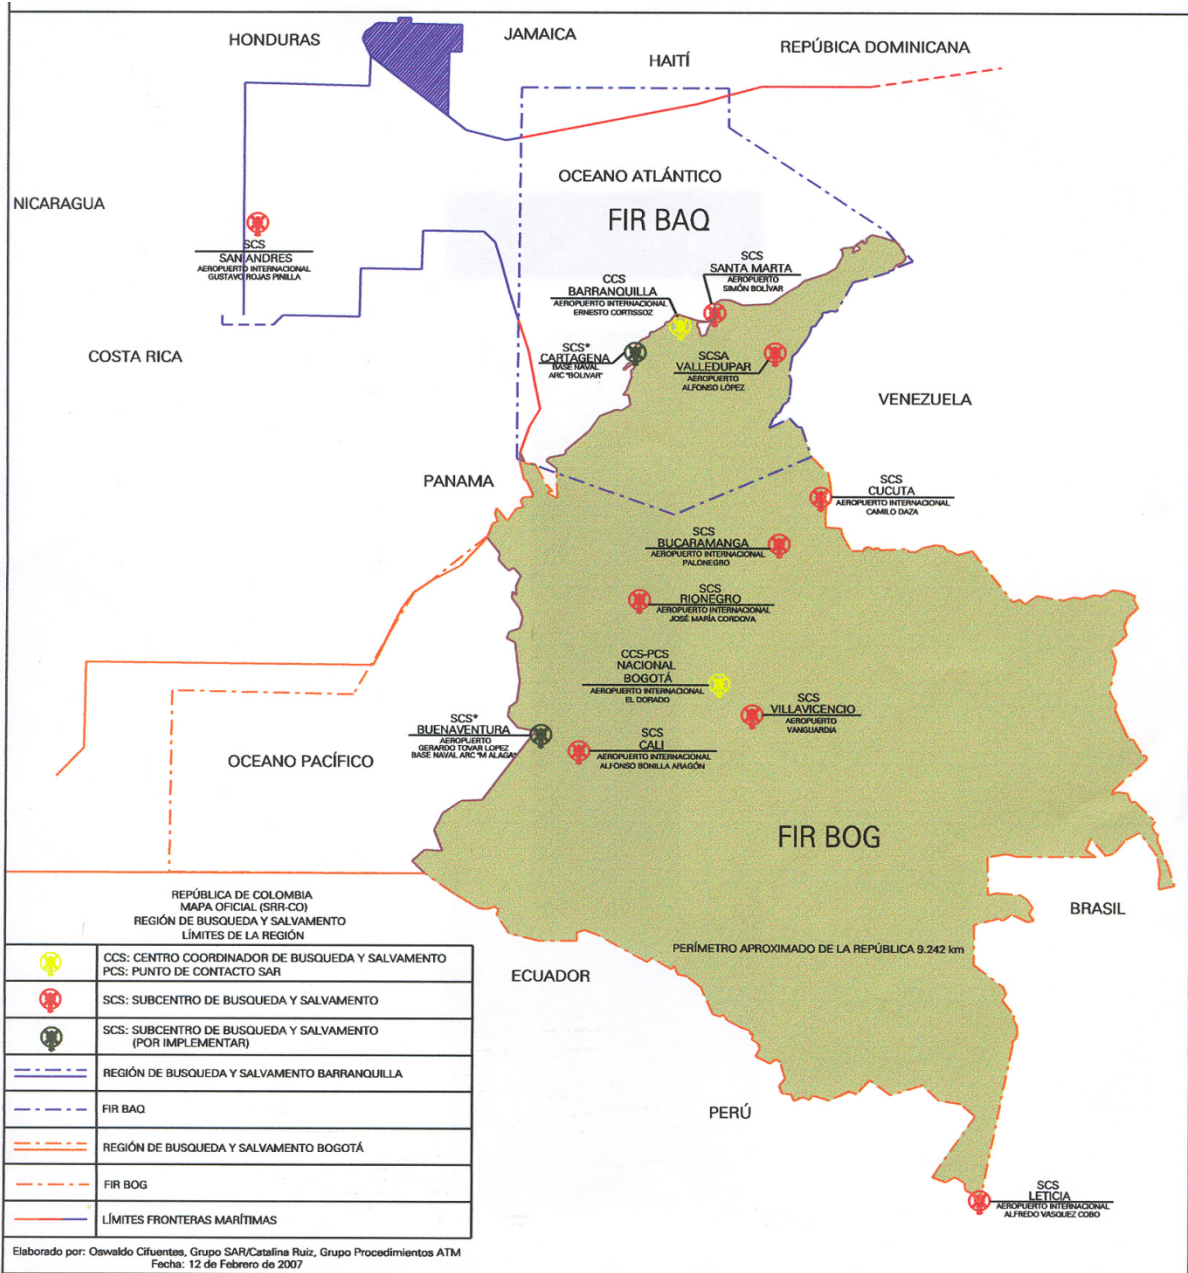 HONDURAS
JAMAICA
HAITÍ
REPÚBICA DOMINICANA
NICARAGUA
OCEANO ATLÁNTICO
FIR BAQ
SCS
SAN ANDRES
AEROPUERTO INTERNACIONAL
GUSTAVO ROJAS PINILLA
SCS
SANTA MARTA
AEROPUERTO
SIMÓN BOLÍVAR
CCS
BARRANQUILLA
AEROPUERTO INTERNACIONAL
ERNESTO CORTISSOZ
COSTA RICA
SCS*
CARTAGENA
BASE NAVAL
ARC "BOLIVAR"
SCSA
VALLEDUPAR
AEROPUERTO
ALFONSO LÓPEZ
VENEZUELA
PANAMA
SCS
CUCUTA
AEROPUERTO INTERNACIONAL
CAMILO DAZA
SCS
BUCARAMANGA
AEROPUERTO INTERNACIONAL
PALONEGRO
SCS
RIONEGRO
AEROPUERTO INTERNACIONAL
JOSÉ MARÍA CORDOVA
CCS-PCS
NACIONAL
BOGOTÁ
AEROPUERTO INTERNACIONAL
EL DORADO
SCS
VILLAVICENCIO
AEROPUERTO
VANGUARDIA
SCS*
BUENAVENTURA
AEROPUERTO
GERARDO TOVAR LOPEZ
BASE NAVAL ARC "M ALAGA"
SCS
CALI
AEROPUERTO INTERNACIONAL
ALFONSO BONILLA ARAGÓN
OCEANO PACÍFICO
FIR BOG
BRASIL
PERÍMETRO APROXIMADO DE LA REPÚBLICA 9.242 km
ECUADOR
PERÚ
SCS
LETICIA
AEROPUERTO INTERNACIONAL
ALFREDO VASQUEZ COBO
REPÚBLICA DE COLOMBIA
MAPA OFICIAL (SRR-CO)
REGIÓN DE BUSQUEDA Y SALVAMENTO
LÍMITES DE LA REGIÓN
CCS: CENTRO COORDINADOR DE BUSQUEDA Y SALVAMENTO
PCS: PUNTO DE CONTACTO SAR
SCS: SUBCENTRO DE BUSQUEDA Y SALVAMENTO
SCS: SUBCENTRO DE BUSQUEDA Y SALVAMENTO
(POR IMPLEMENTAR)
REGIÓN DE BUSQUEDA Y SALVAMENTO BARRANQUILLA
FIR BAQ
REGIÓN DE BUSQUEDA Y SALVAMENTO BOGOTÁ
FIR BOG
LÍMITES FRONTERAS MARÍTIMAS
Elaborado por: Oswaldo Cifuentes, Grupo SAR/Catalina Ruiz, Grupo Procedimientos ATM
Fecha: 12 de Febrero de 2007